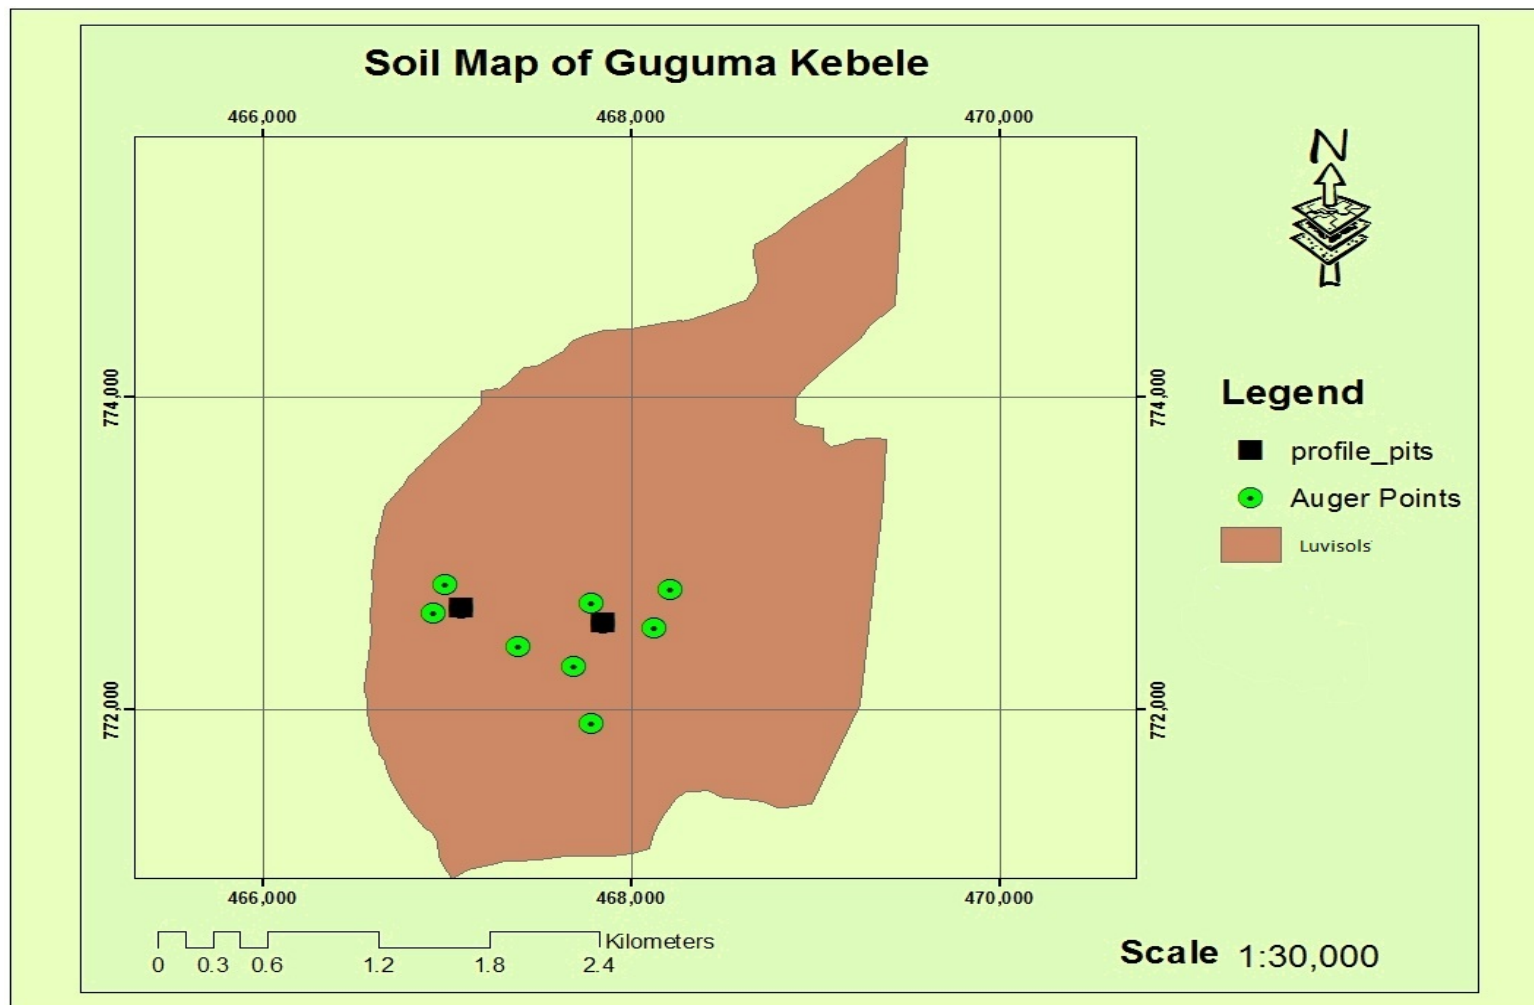 Soil Map of Guguma Kebele
466,000 468,000 470,000
N
774,000 774,000
Legend
profile_pits
Auger Points
Luvisols
772,000 772,000
466,000 468,000 470,000
Kilometers
0 0.3 0.6 1.2 1.8 2.4
Scale 1:30,000